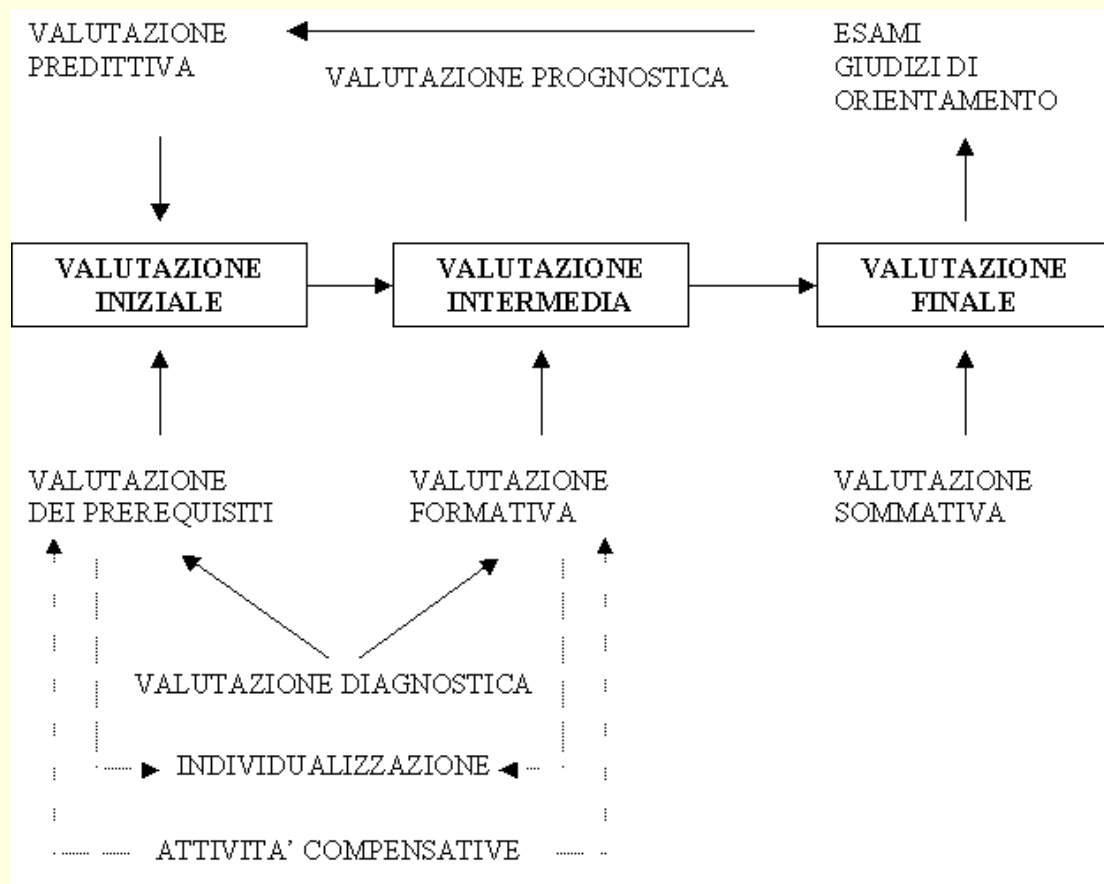 VALUTAZIONE
PREDITTIVA
VALUTAZIONE PROGNOSTICA
ESAMI
GIUDIZI DI
ORIENTAMENTO
VALUTAZIONE
INIZIALE
VALUTAZIONE
INTERMEDIA
VALUTAZIONE
FINALE
VALUTAZIONE
DEI PREREQUISITI
VALUTAZIONE
FORMATIVA
VALUTAZIONE
SOMMATIVA
VALUTAZIONE DIAGNOSTICA
INDIVIDUALIZZAZIONE
ATTIVITA’ COMPENSATIVE